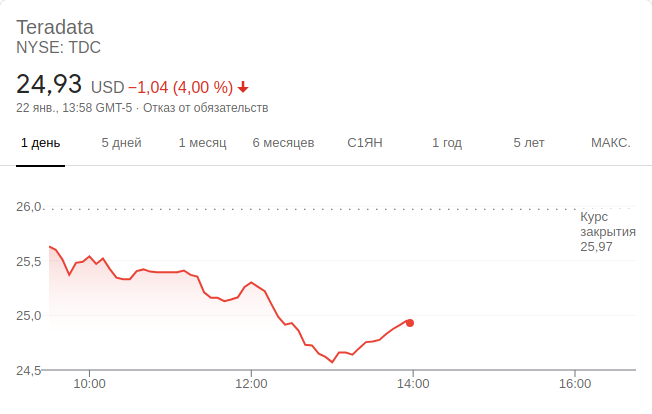 Teradata
NYSE: TDC
24,93 USD −1,04 (4,00 %)
22 янв., 13:58 GMT-5 · Отказ от обязательств
1 день 5 дней 1 месяц 6 месяцев С1ЯН 1 год 5 лет МАКС.
26,0
Курс
закрытия
25,97
25,5
25,0
24,5
10:00 12:00 14:00 16:00